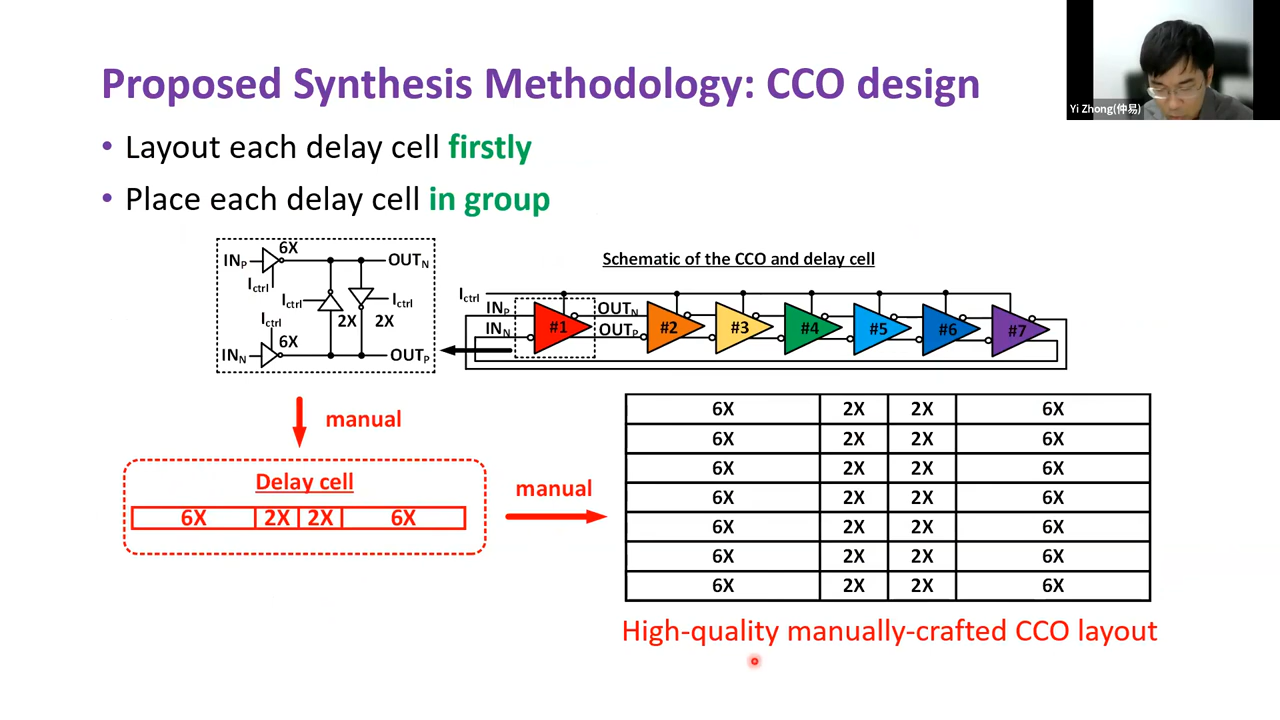 Proposed Synthesis Methodology: CCO design
Yi Zhong(仲易)
• Layout each delay cell firstly
• Place each delay cell in group
6X
INP
OUTN
Ictrl
Ictrl
Ictrl
2X
2X
Ictrl
6X
INN
OUTP
Schematic of the CCO and delay cell
Ictrl
INP
OUTN
INN
OUTP
#1
#2
#3
#4
#5
#6
#7
manual
Delay cell
6X 2X 2X 6X
manual
6X 2X 2X 6X
6X 2X 2X 6X
6X 2X 2X 6X
6X 2X 2X 6X
6X 2X 2X 6X
6X 2X 2X 6X
6X 2X 2X 6X
High-quality manually-crafted CCO layout